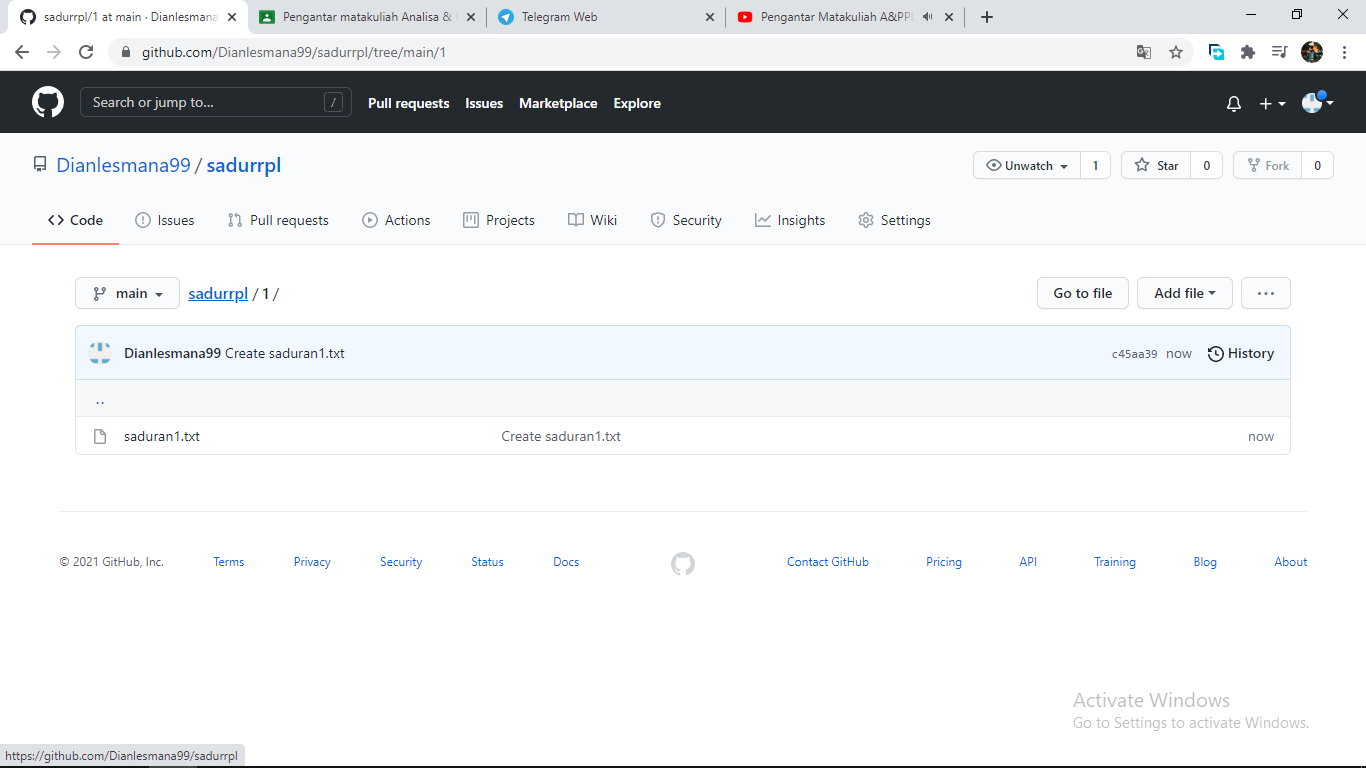 sadurrpl/1 at main · Dianlesmana Pengantar matakuliah Analisa & Telegram Web Pengantar Matakuliah A&PPL
github.com/Dianlesmana99/sadurrpl/tree/main/1
Search or jump to... / Pull requests Issues Marketplace Explore
Dianlesmana99 / sadurrpl Unwatch 1 Star 0 Fork 0
Code Issues Pull requests Actions Projects Wiki Security Insights Settings
main sadurrpl / 1 / Go to file Add file ...
Dianlesmana99 Create saduran1.txt c45aa39 now History
..
saduran1.txt Create saduran1.txt now
© 2021 GitHub, Inc. Terms Privacy Security Status Docs Contact GitHub Pricing API Training Blog About
Activate Windows
Go to Settings to activate Windows.
https://github.com/Dianlesmana99/sadurrpl